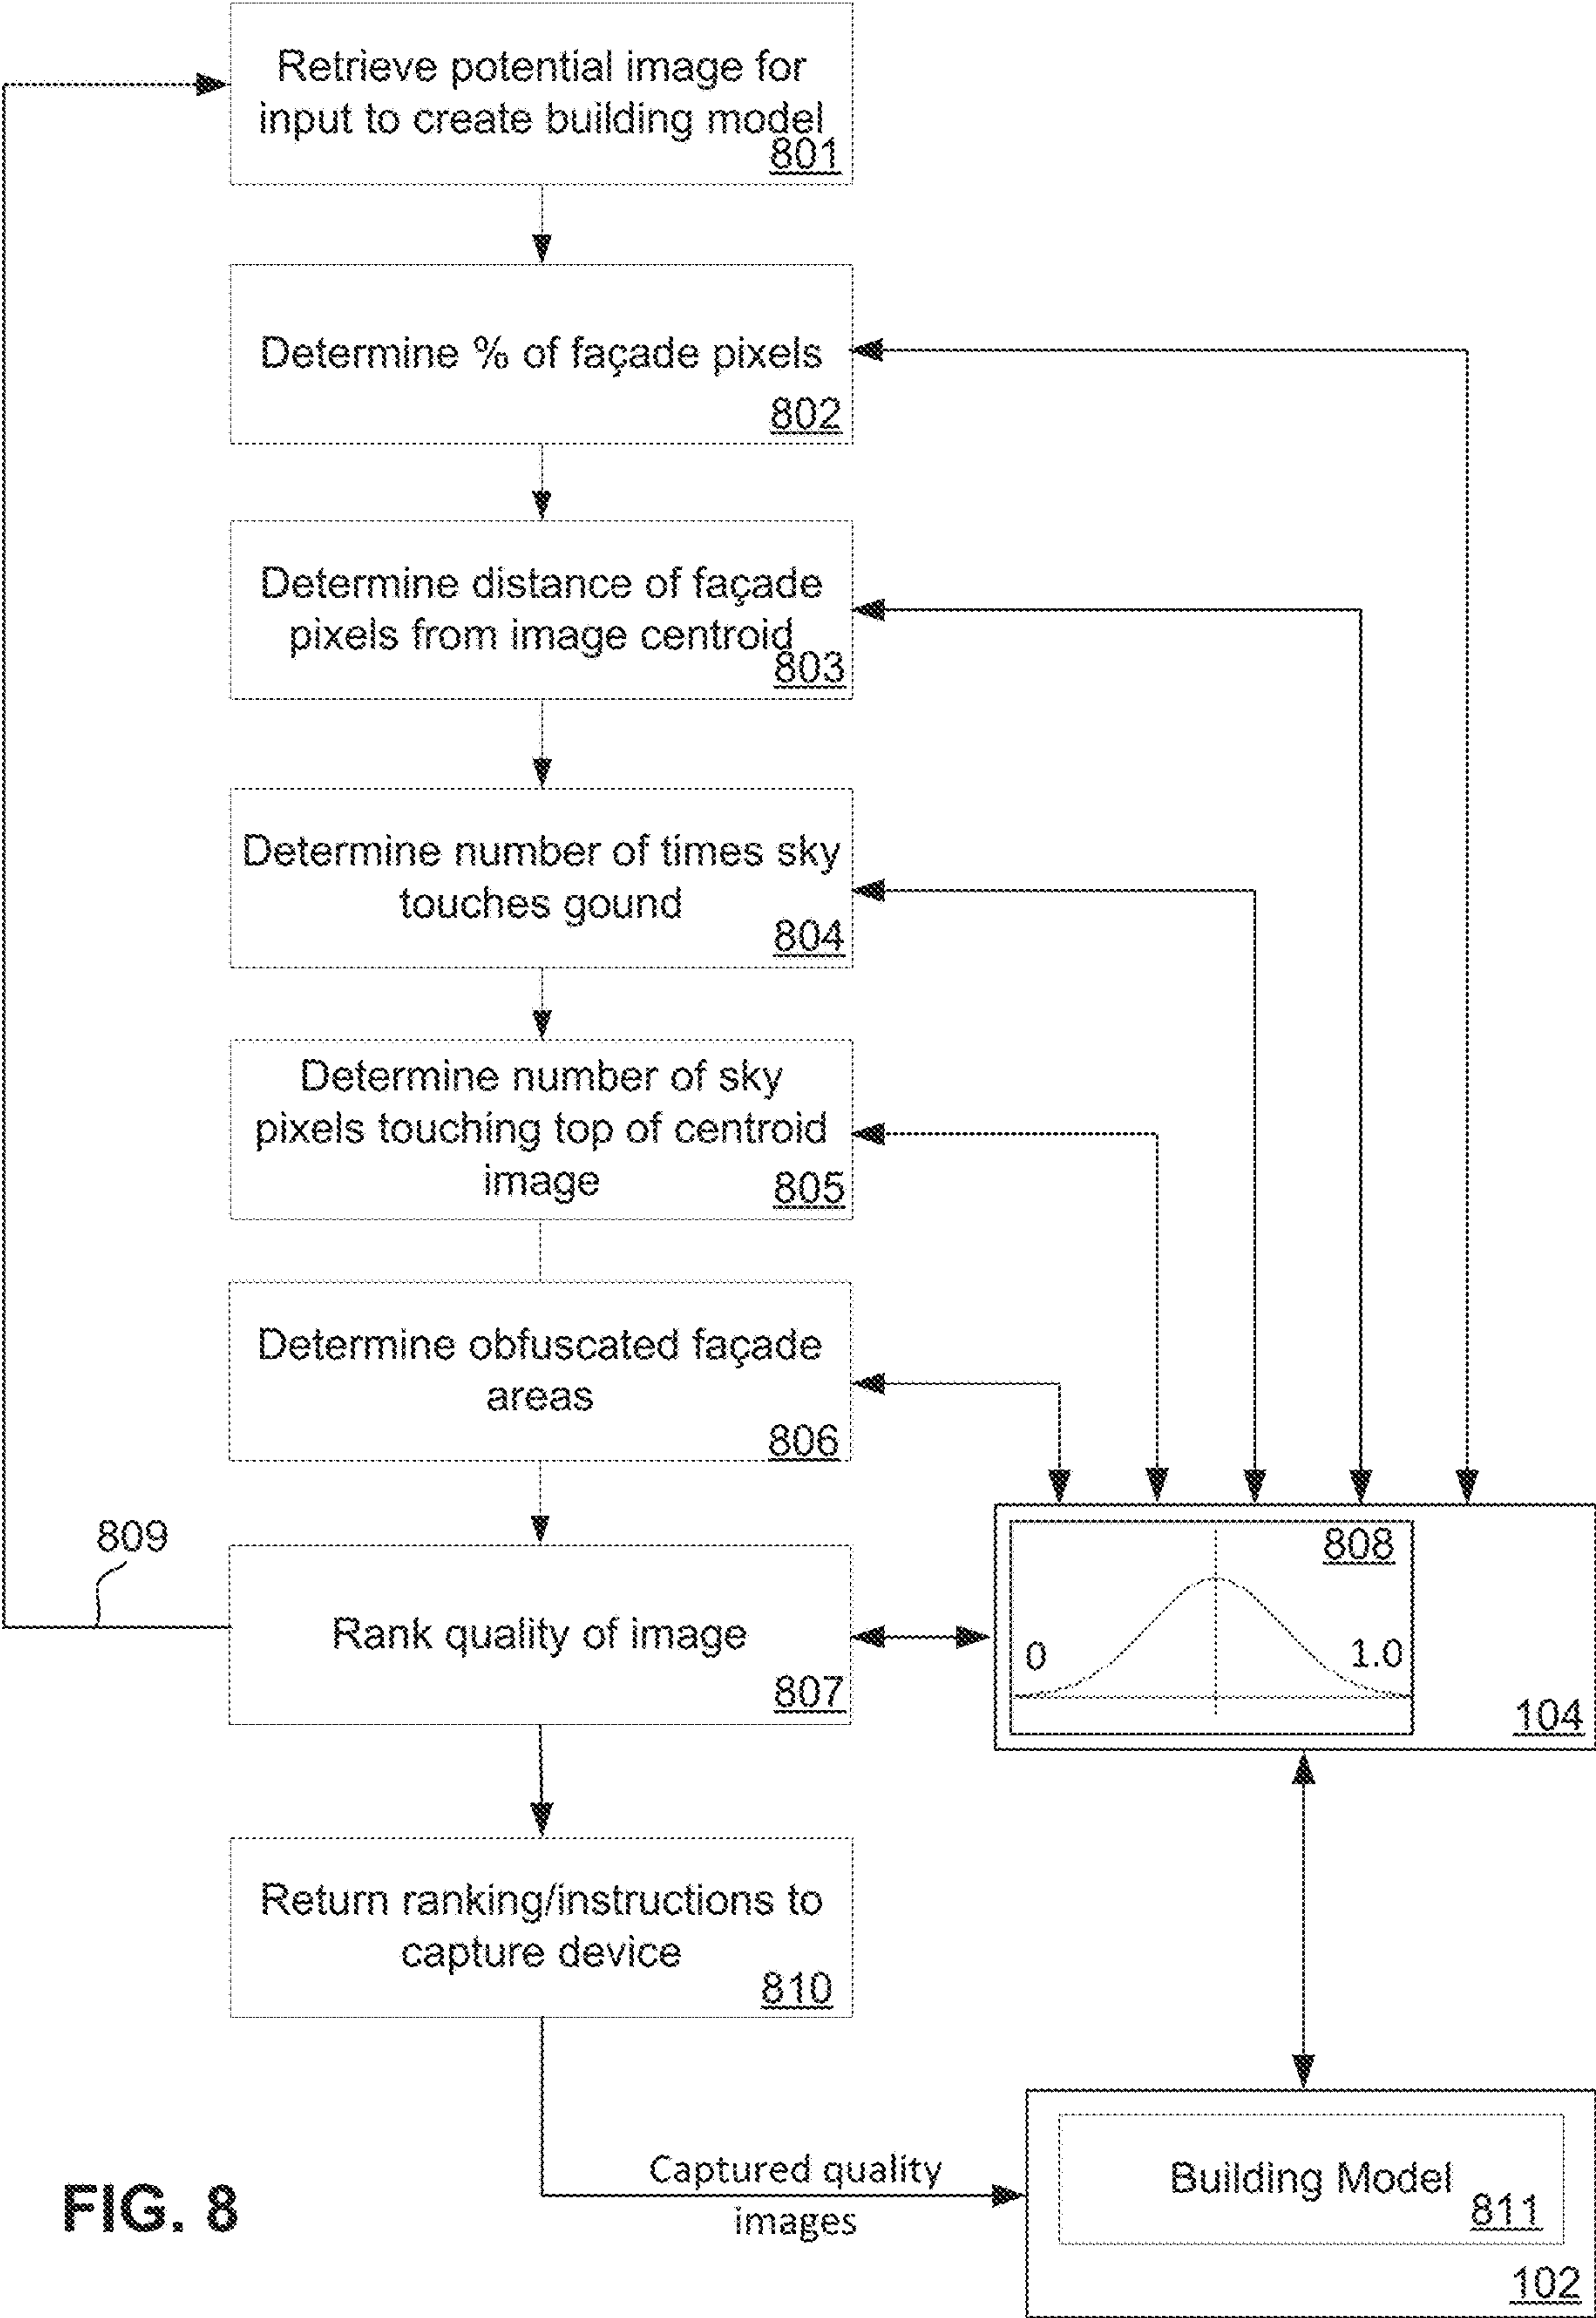 Retrieve potential image for
input to create building model
801
Determine % of façade pixels
802
Determine distance of façade
pixels from image centroid
803
Determine number of times sky
touches gound
804
Determine number of sky
pixels touching top of centroid
image
805
Determine obfuscated façade
areas
806
809
Rank quality of image
807
808
0
1.0
104
Return ranking/instructions to
capture device
810
Captured quality
images
Building Model
811
102
FIG. 8